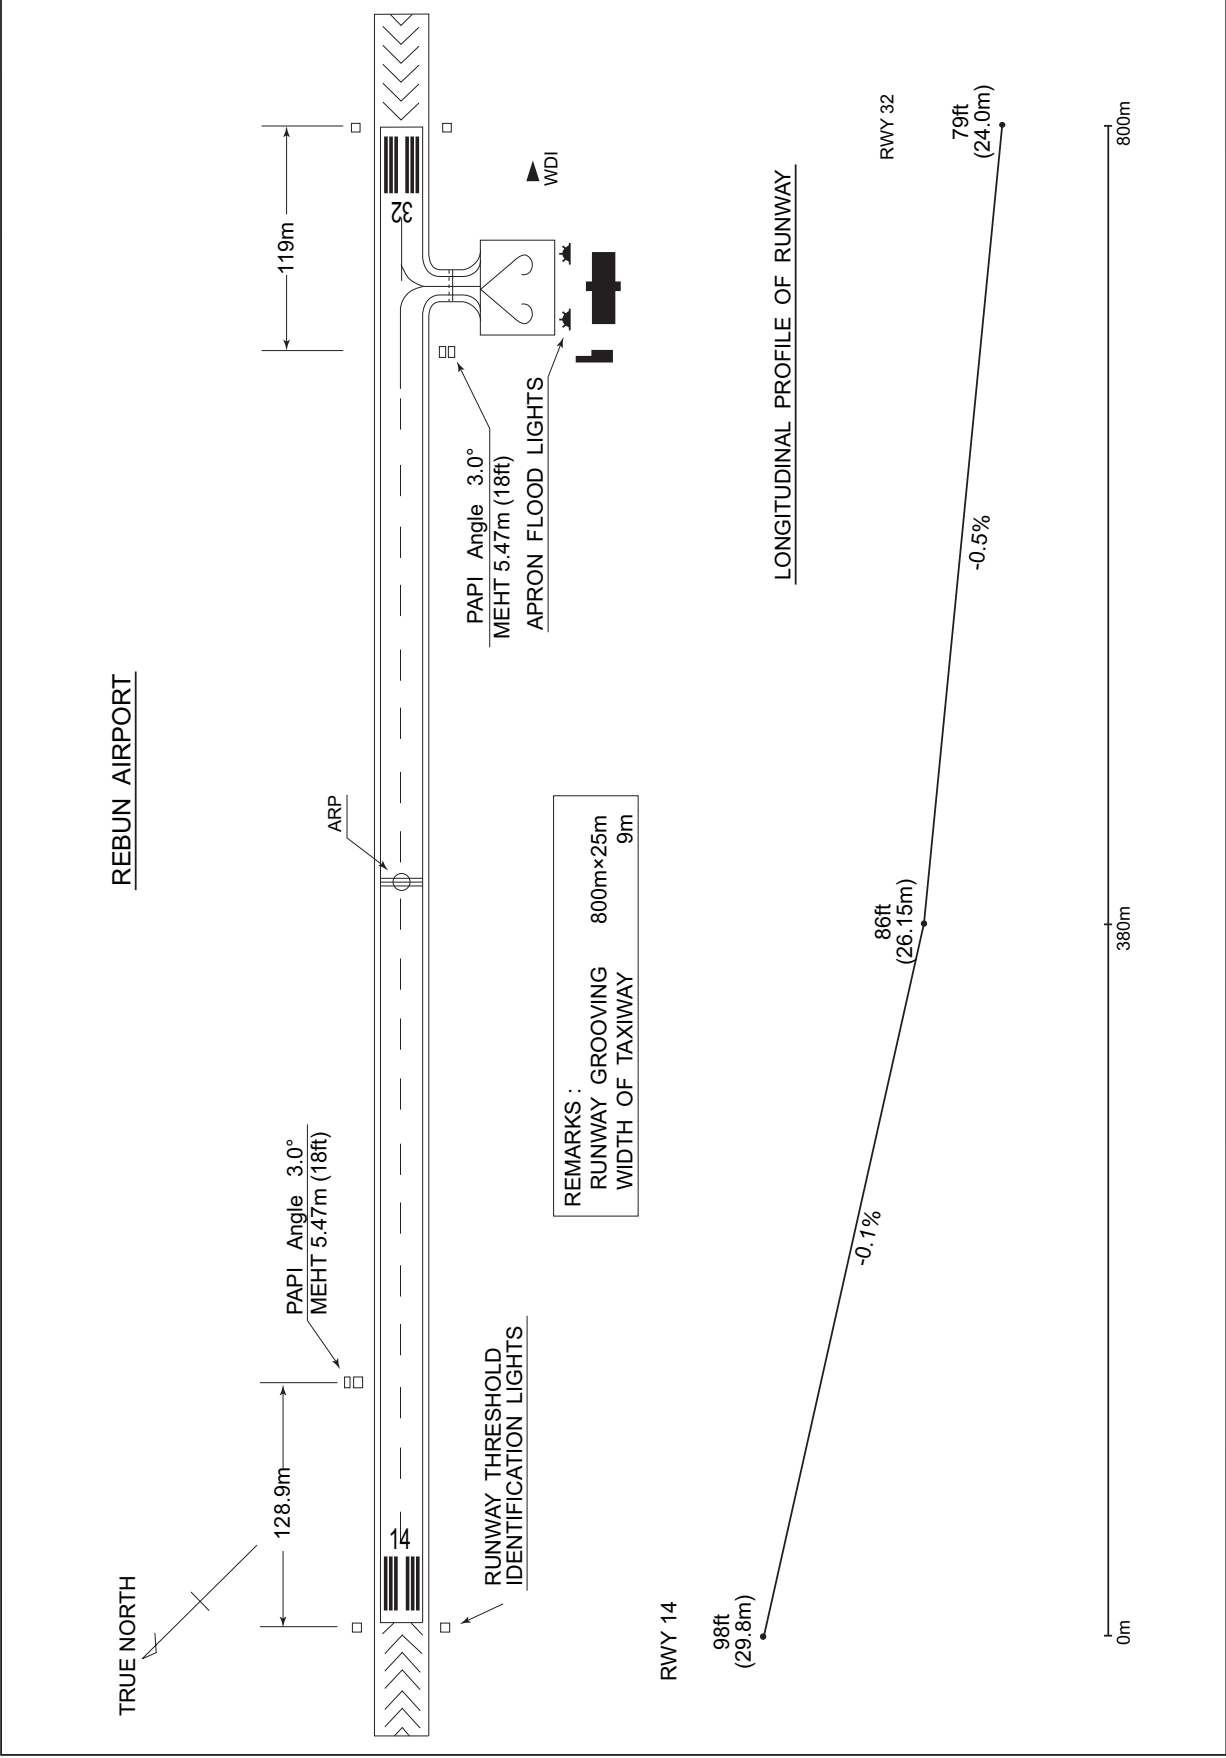 REBUN AIRPORT
TRUE NORTH
128.9m
PAPI Angle 3.0°
MEHT 5.47m (18ft)
ARP
119m
14
32
RUNWAY THRESHOLD
IDENTIFICATION LIGHTS
PAPI Angle 3.0°
MEHT 5.47m (18ft)
APRON FLOOD LIGHTS
WDI
REMARKS :
RUNWAY GROOVING 800m×25m
WIDTH OF TAXIWAY 9m
LONGITUDINAL PROFILE OF RUNWAY
RWY 14
98ft
(29.8m)
-0.1%
86ft
(26.15m)
-0.5%
RWY 32
79ft
(24.0m)
0m
380m
800m